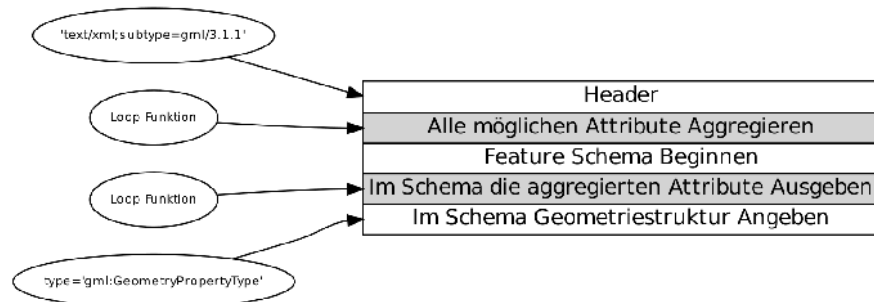 'text/xml;subtype=gml/3.1.1'
Header
Loop Funktion
Alle möglichen Attribute Aggregieren
Feature Schema Beginnen
Loop Funktion
Im Schema die aggregierten Attribute Ausgeben
Im Schema Geometriestruktur Angeben
type='gml:GeometryPropertyType'